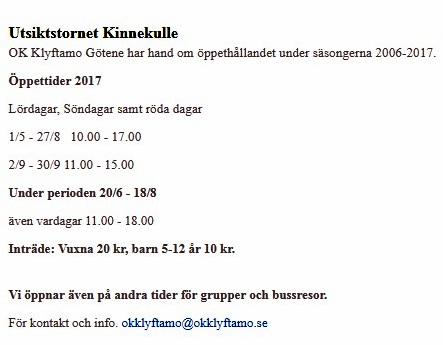 Utsiktstornet Kinnekulle
OK Klyftamo Götene har hand om öppethållandet under säsongerna 2006-2017.
Öppettider 2017
Lördagar, Söndagar samt röda dagar
1/5 - 27/8 10.00 - 17.00
2/9 - 30/9 11.00 - 15.00
Under perioden 20/6 - 18/8
även vardagar 11.00 - 18.00
Inträde: Vuxna 20 kr, barn 5-12 år 10 kr.
Vi öppnar även på andra tider för grupper och bussresor.
För kontakt och info. okklyftamo@okklyftamo.se